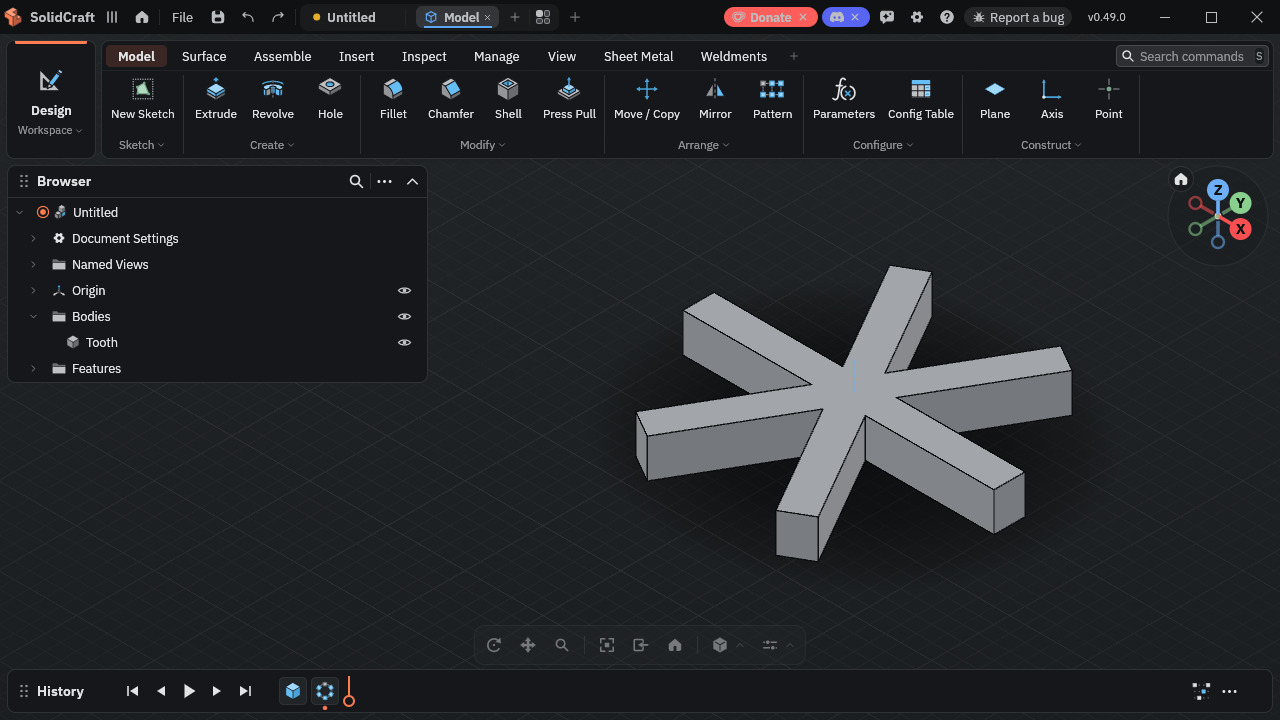 SolidCraft File Untitled Model Donate Report a bug v0.49.0
Design
Workspace
Model Surface Assemble Insert Inspect Manage View Sheet Metal Weldments Search commands S
New Sketch Extrude Revolve Hole Fillet Chamfer Shell Press Pull Move / Copy Mirror Pattern Parameters Config Table Plane Axis Point
Sketch Create Modify Arrange Configure Construct
Browser
Untitled
Document Settings
Named Views
Origin
Bodies
Tooth
Features
Z
Y
X
History